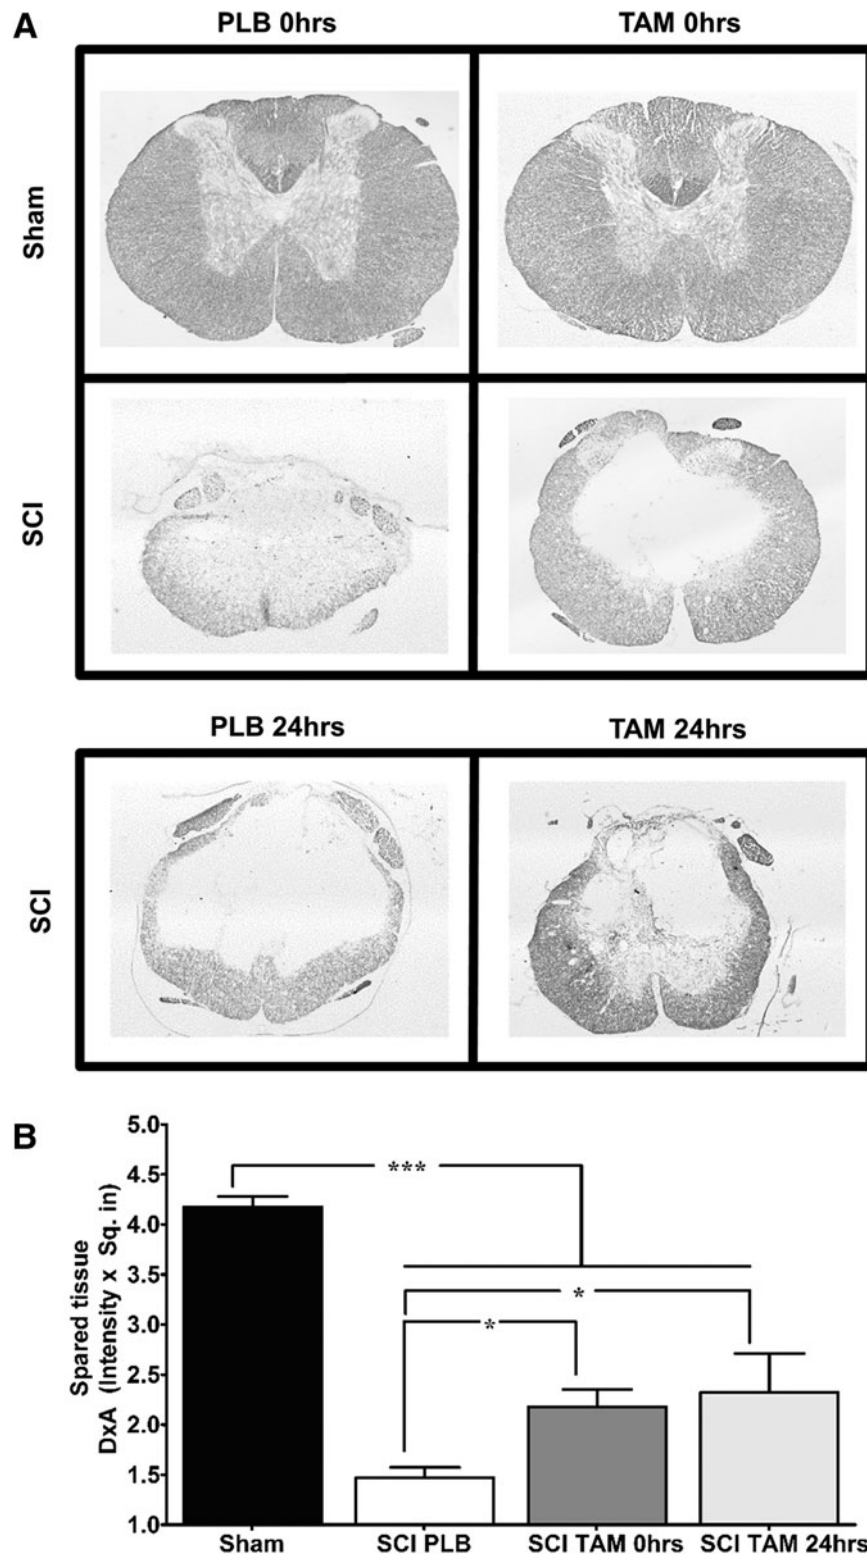 A
PLB 0hrs TAM 0hrs
Sham
SCI
PLB 24hrs TAM 24hrs
SCI
B
Spared tissue
DxA (Intensity x Sq. in)
5.0
4.5
4.0
3.5
3.0
2.5
2.0
1.5
1.0
***
*
*
Sham SCI PLB SCI TAM 0hrs SCI TAM 24hrs